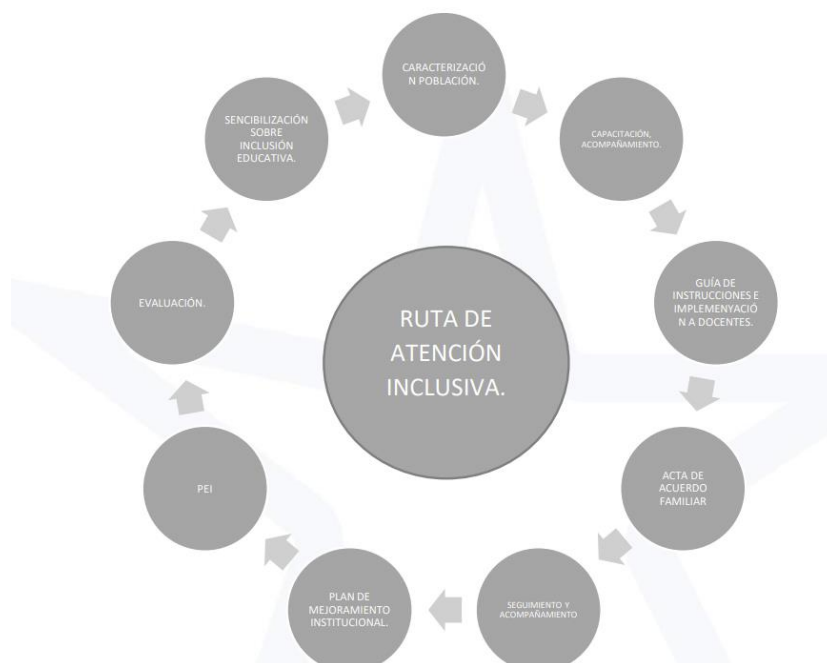 CARACTERIZACIÓ
N POBLACIÓN.
CAPACITACIÓN,
ACOMPAÑAMIENTO.
GUÍA DE
INSTRUCCIONES E
IMPLEMENYACIÓ
N A DOCENTES.
ACTA DE
ACUERDO
FAMILIAR
SEGUIMIENTO Y
ACOMPAÑAMIENTO
PLAN DE
MEJORAMIENTO
INSTITUCIONAL.
PEI
EVALUACIÓN.
SENCIBILIZACIÓN
SOBRE
INCLUSIÓN
EDUCATIVA.
RUTA DE
ATENCIÓN
INCLUSIVA.